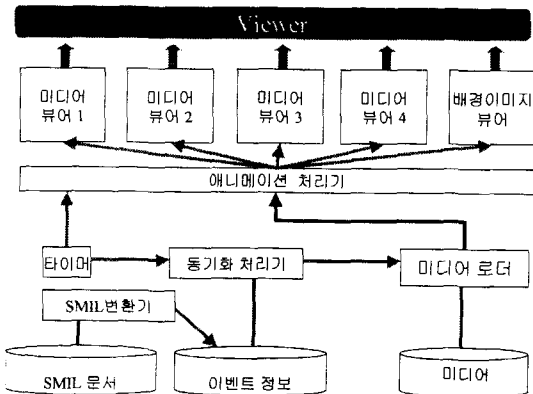 Viewer
미디어
뷰어 1
미디어
뷰어 2
미디어
뷰어 3
미디어
뷰어 4
배경이미지
뷰어
애니메이션 처리기
타이머
동기화 처리기
미디어 로더
SMIL변환기
SMIL 문서
이벤트 정보
미디어